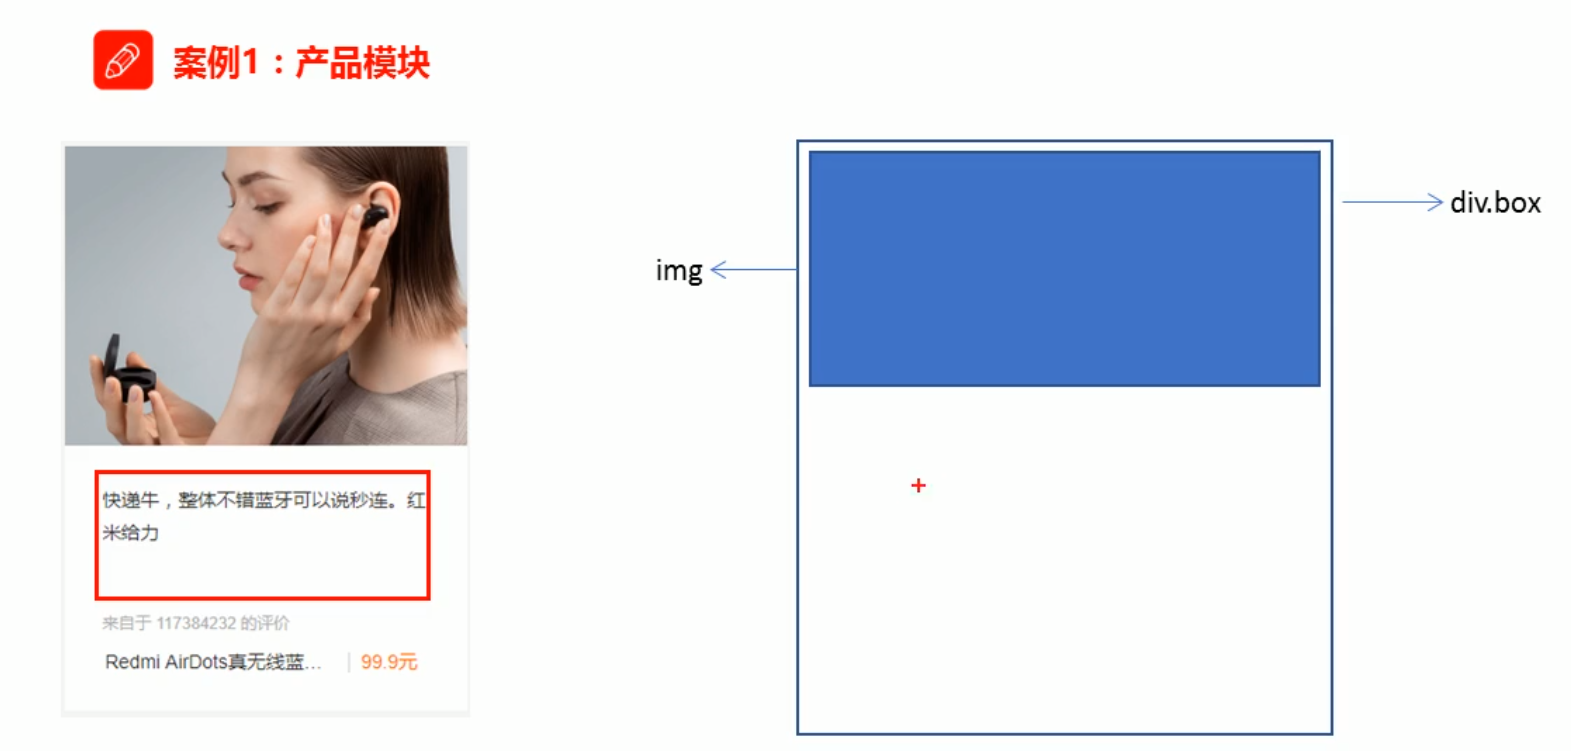 案例1：产品模块
快递牛，整体不错蓝牙可以说秒连。红
米给力
来自于 117384232 的评价
Redmi AirDots真无线蓝... 99.9元
img
div.box